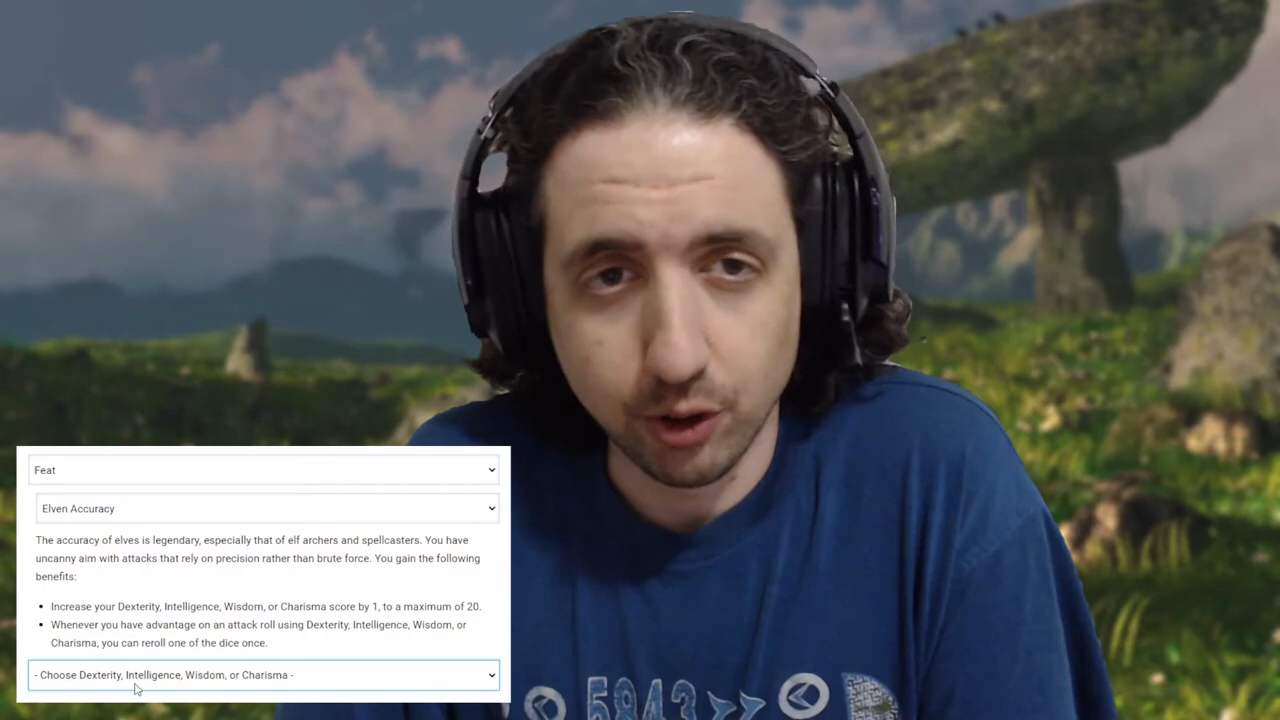 Feat
Elven Accuracy
The accuracy of elves is legendary, especially that of elf archers and spellcasters. You have
uncanny aim with attacks that rely on precision rather than brute force. You gain the following
benefits:
• Increase your Dexterity, Intelligence, Wisdom, or Charisma score by 1, to a maximum of 20.
• Whenever you have advantage on an attack roll using Dexterity, Intelligence, Wisdom, or
Charisma, you can reroll one of the dice once.
- Choose Dexterity, Intelligence, Wisdom, or Charisma -
5843